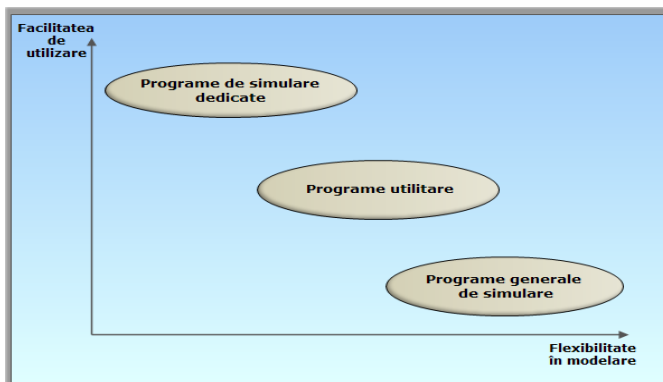 Facilitatea
de
utilizare
Programe de simulare
dedicate
Programe utilitare
Programe generale
de simulare
Flexibilitate
în modelare